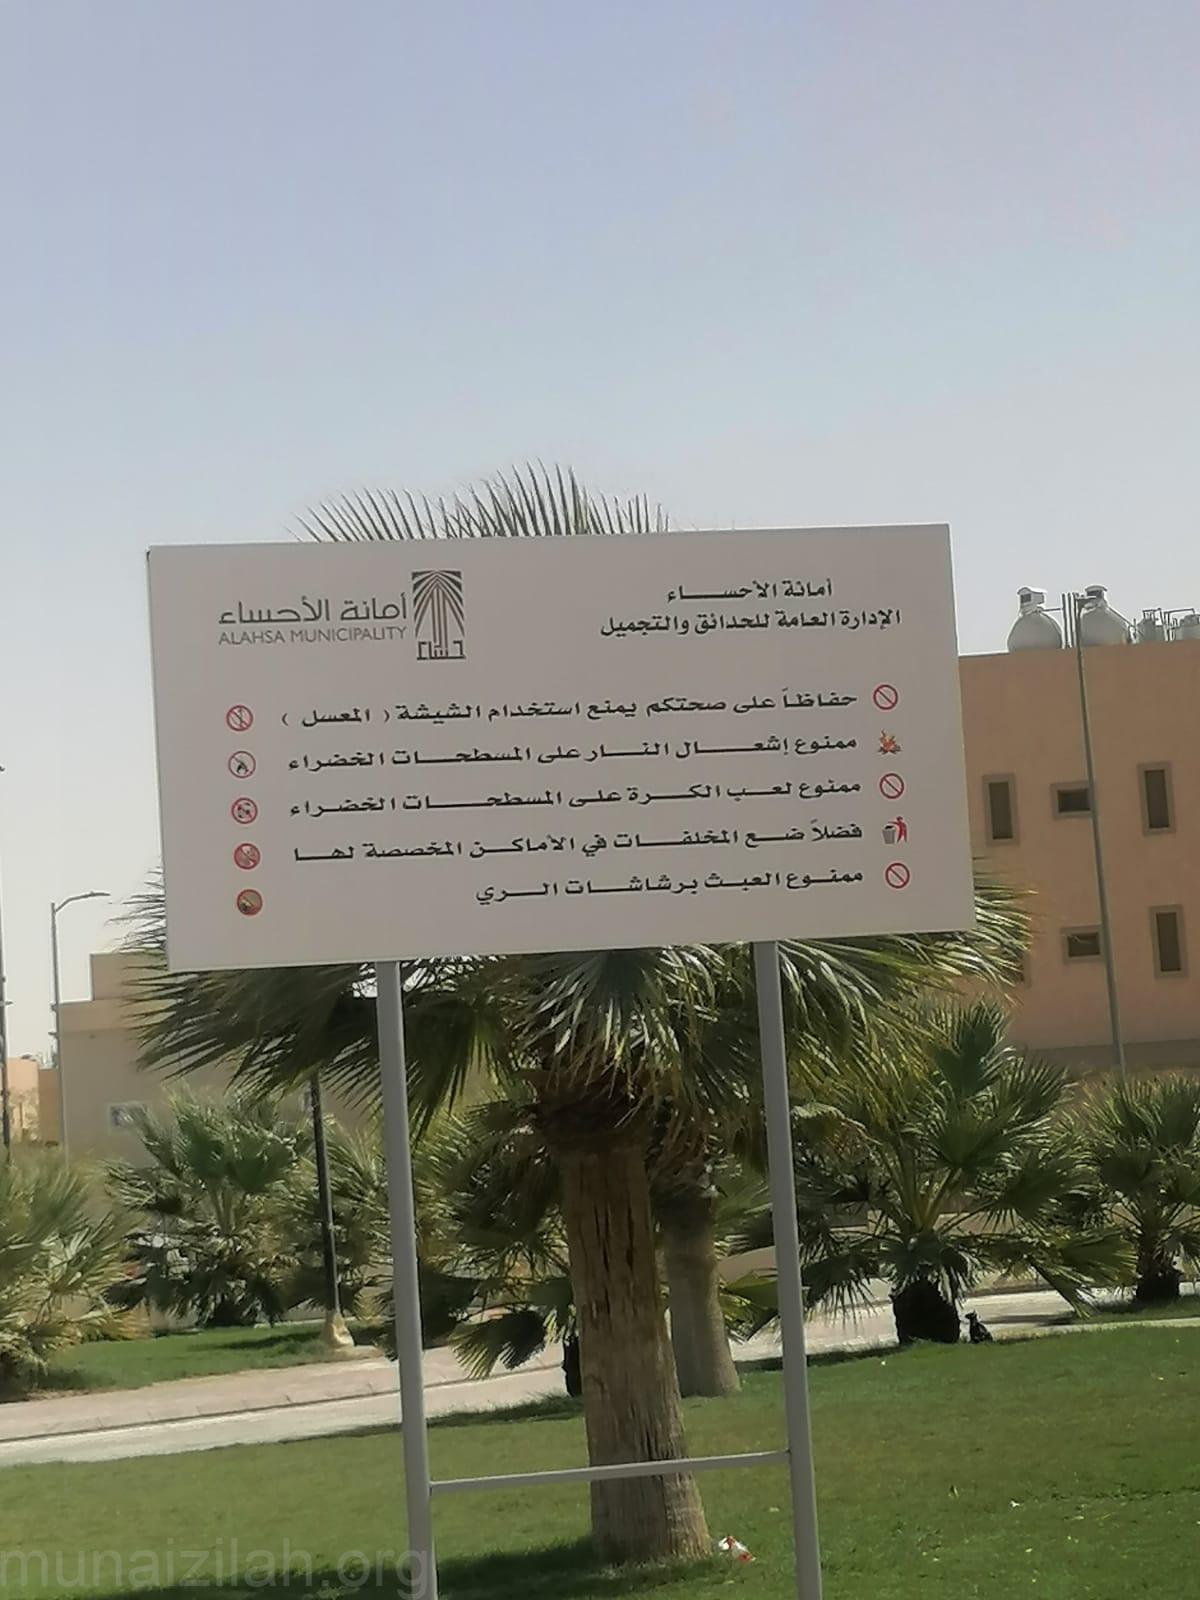 أمانة الأحساء
الإدارة العامة للحدائق والتجميل
أمانة الأحساء
ALAHSA MUNICIPALITY
حساء
حفاظاً على صحتكم يمنع استخدام الشيشة ( المعسل )
ممنوع إشعال النار على المسطحات الخضراء
ممنوع لعب الكرة على المسطحات الخضراء
فضلاً ضع المخلفات في الأماكن المخصصة لها
ممنوع العبث برشاشات الري
munaizilah.org